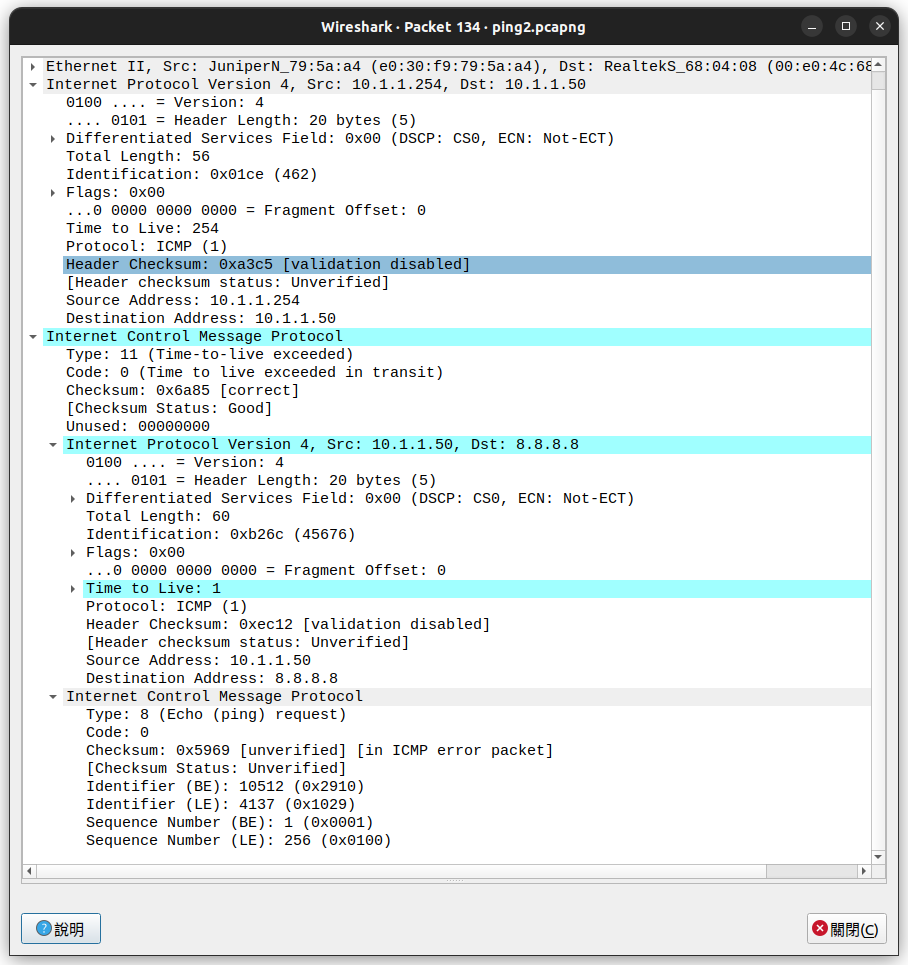 Wireshark · Packet 134 · ping2.pcapng
Ethernet II, Src: JuniperN_79:5a:a4 (e0:30:f9:79:5a:a4), Dst: RealtekS_68:04:08 (00:e0:4c:68
Internet Protocol Version 4, Src: 10.1.1.254, Dst: 10.1.1.50
0100 .... = Version: 4
.... 0101 = Header Length: 20 bytes (5)
Differentiated Services Field: 0x00 (DSCP: CS0, ECN: Not-ECT)
Total Length: 56
Identification: 0x01ce (462)
Flags: 0x00
...0 0000 0000 0000 = Fragment Offset: 0
Time to Live: 254
Protocol: ICMP (1)
Header Checksum: 0xa3c5 [validation disabled]
[Header checksum status: Unverified]
Source Address: 10.1.1.254
Destination Address: 10.1.1.50
Internet Control Message Protocol
Type: 11 (Time-to-live exceeded)
Code: 0 (Time to live exceeded in transit)
Checksum: 0x6a85 [correct]
[Checksum Status: Good]
Unused: 00000000
Internet Protocol Version 4, Src: 10.1.1.50, Dst: 8.8.8.8
0100 .... = Version: 4
.... 0101 = Header Length: 20 bytes (5)
Differentiated Services Field: 0x00 (DSCP: CS0, ECN: Not-ECT)
Total Length: 60
Identification: 0xb26c (45676)
Flags: 0x00
...0 0000 0000 0000 = Fragment Offset: 0
Time to Live: 1
Protocol: ICMP (1)
Header Checksum: 0xec12 [validation disabled]
[Header checksum status: Unverified]
Source Address: 10.1.1.50
Destination Address: 8.8.8.8
Internet Control Message Protocol
Type: 8 (Echo (ping) request)
Code: 0
Checksum: 0x5969 [unverified] [in ICMP error packet]
[Checksum Status: Unverified]
Identifier (BE): 10512 (0x2910)
Identifier (LE): 4137 (0x1029)
Sequence Number (BE): 1 (0x0001)
Sequence Number (LE): 256 (0x0100)
說明
關閉(C)